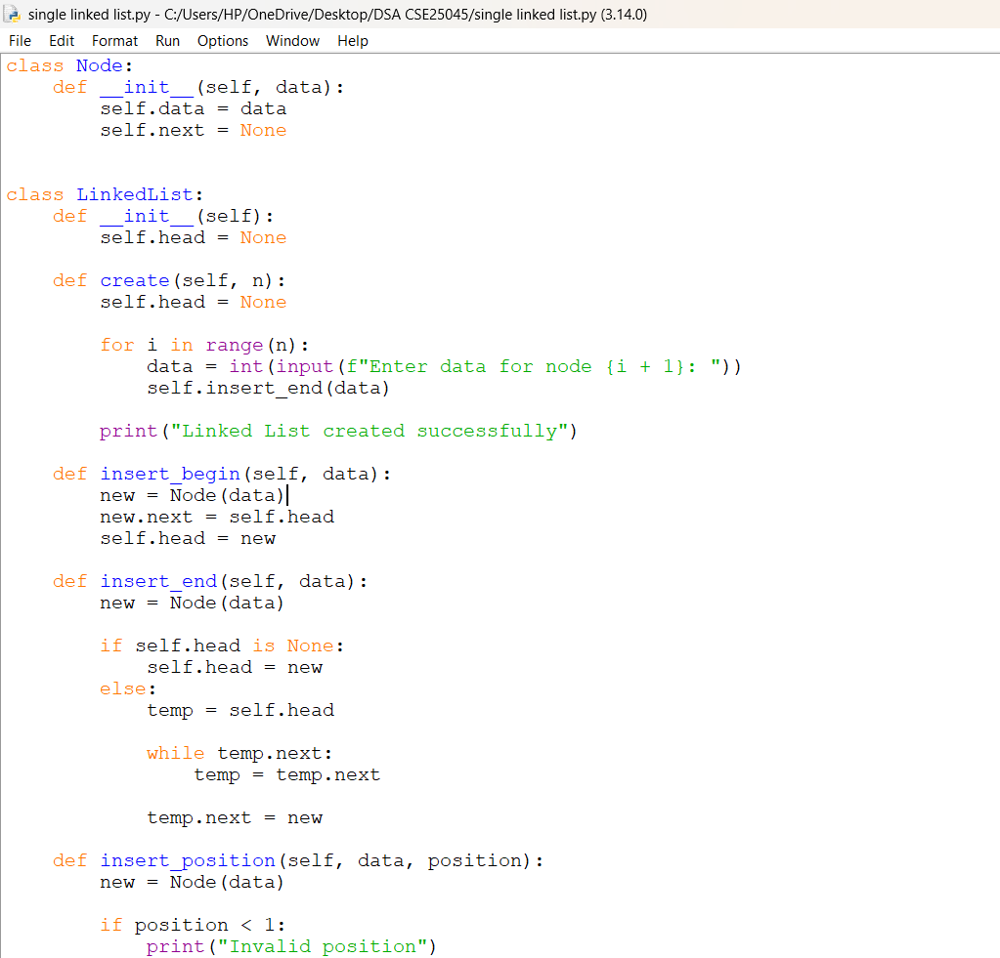 single linked list.py - C:/Users/HP/OneDrive/Desktop/DSA CSE25045/single linked list.py (3.14.0)
File Edit Format Run Options Window Help
class Node:
    def __init__(self, data):
        self.data = data
        self.next = None
class LinkedList:
    def __init__(self):
        self.head = None
    def create(self, n):
        self.head = None
        for i in range(n):
            data = int(input(f"Enter data for node {i + 1}: "))
            self.insert_end(data)
        print("Linked List created successfully")
    def insert_begin(self, data):
        new = Node(data)
        new.next = self.head
        self.head = new
    def insert_end(self, data):
        new = Node(data)
        if self.head is None:
            self.head = new
        else:
            temp = self.head
            while temp.next:
                temp = temp.next
            temp.next = new
    def insert_position(self, data, position):
        new = Node(data)
        if position < 1:
            print("Invalid position")